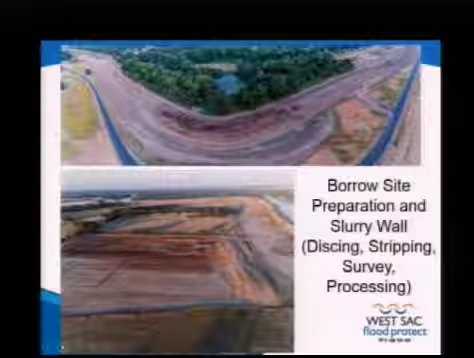 Borrow Site
Preparation and
Slurry Wall
(Discing, Stripping,
Survey,
Processing)
WEST SAC
flood protect